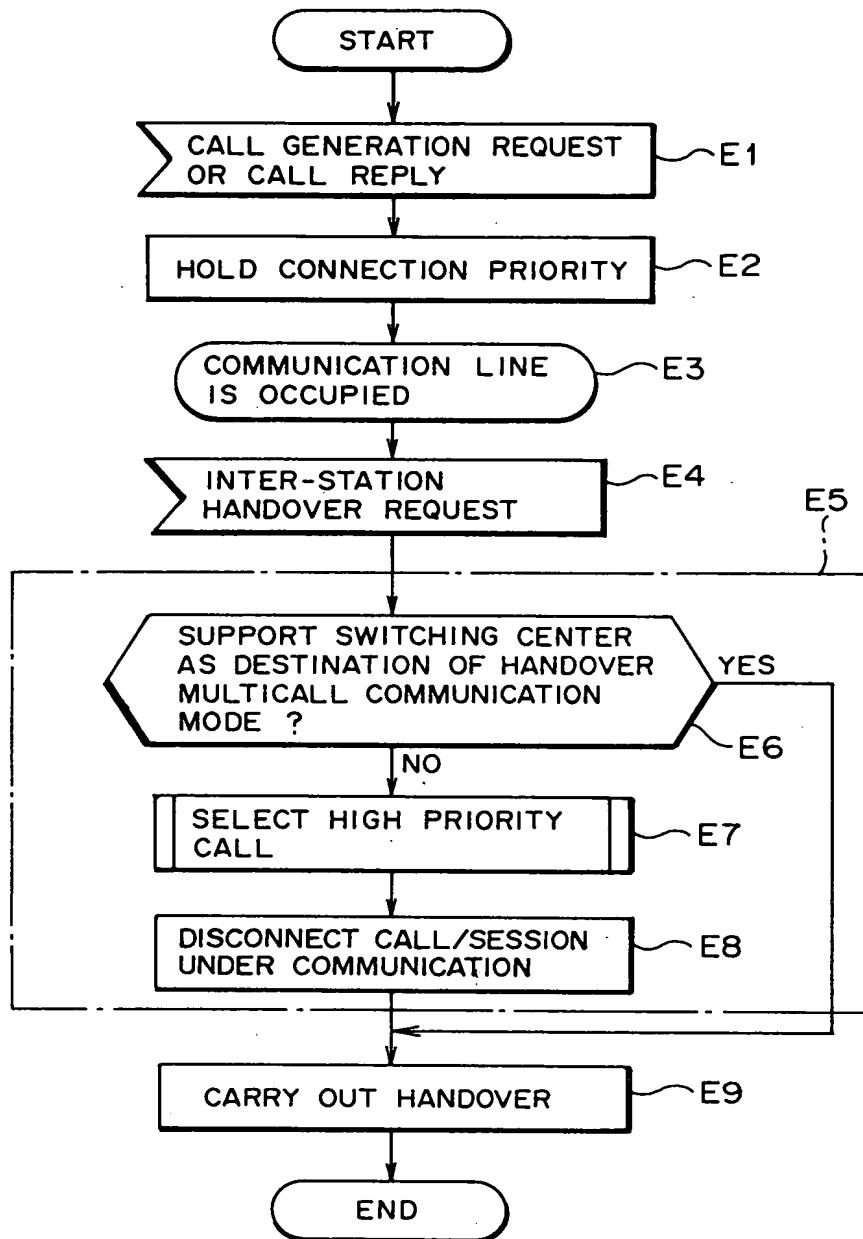 START
CALL GENERATION REQUEST
OR CALL REPLY
E1
HOLD CONNECTION PRIORITY
E2
COMMUNICATION LINE
IS OCCUPIED
E3
INTER-STATION
HANDOVER REQUEST
E4
E5
SUPPORT SWITCHING CENTER
AS DESTINATION OF HANDOVER
MULTICALL COMMUNICATION
MODE ?
YES
E6
NO
SELECT HIGH PRIORITY
CALL
E7
DISCONNECT CALL/SESSION
UNDER COMMUNICATION
E8
CARRY OUT HANDOVER
E9
END